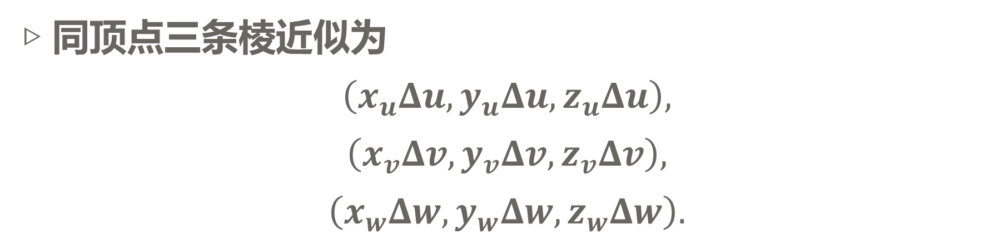 ▷ 同顶点三条棱近似为
(x_uΔu, y_uΔu, z_uΔu),
(x_vΔv, y_vΔv, z_vΔv),
(x_wΔw, y_wΔw, z_wΔw).